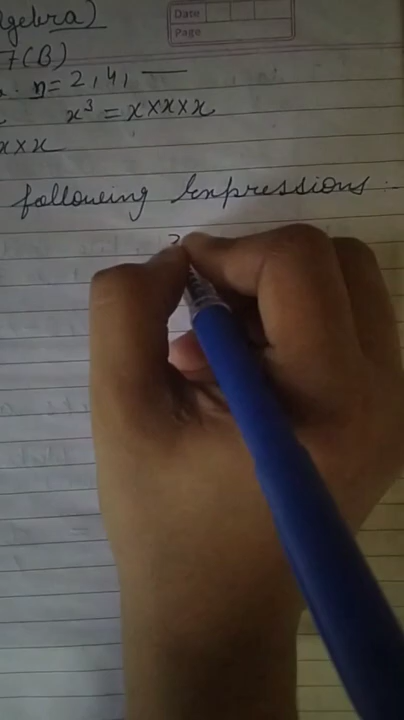 gebra)
Date
Page
7(B)
n = 2, 4, —
x³ = x×x×x
x×x
following Expressions :-